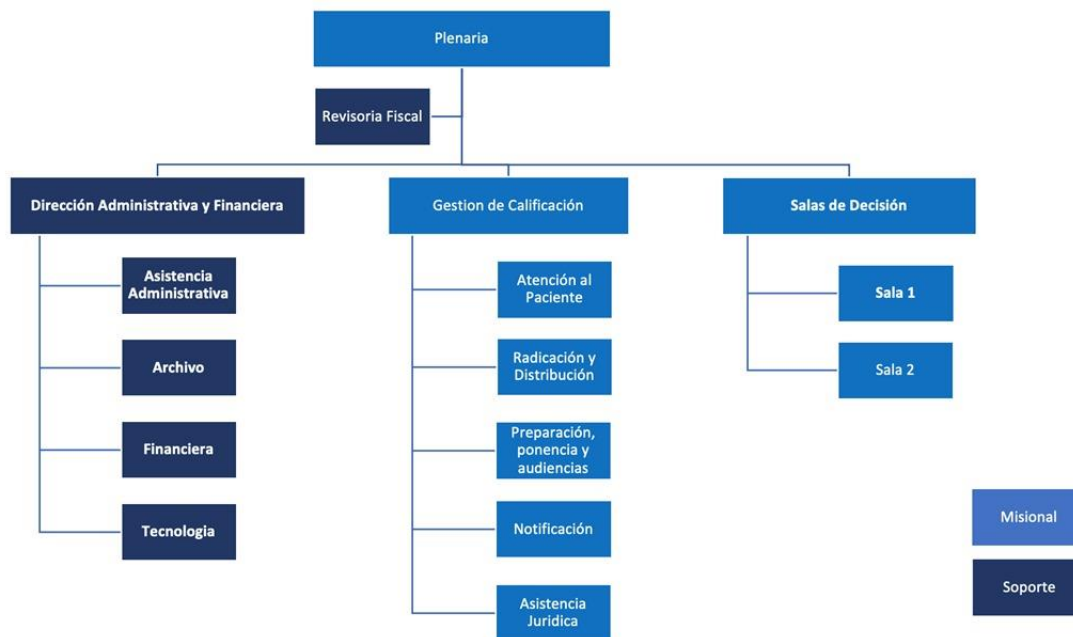 Plenaria
Revisoria Fiscal
Dirección Administrativa y Financiera
Gestion de Calificación
Salas de Decisión
Asistencia
Administrativa
Archivo
Financiera
Tecnologia
Atención al
Paciente
Radicación y
Distribución
Preparación,
ponencia y
audiencias
Notificación
Asistencia
Juridica
Sala 1
Sala 2
Misional
Soporte